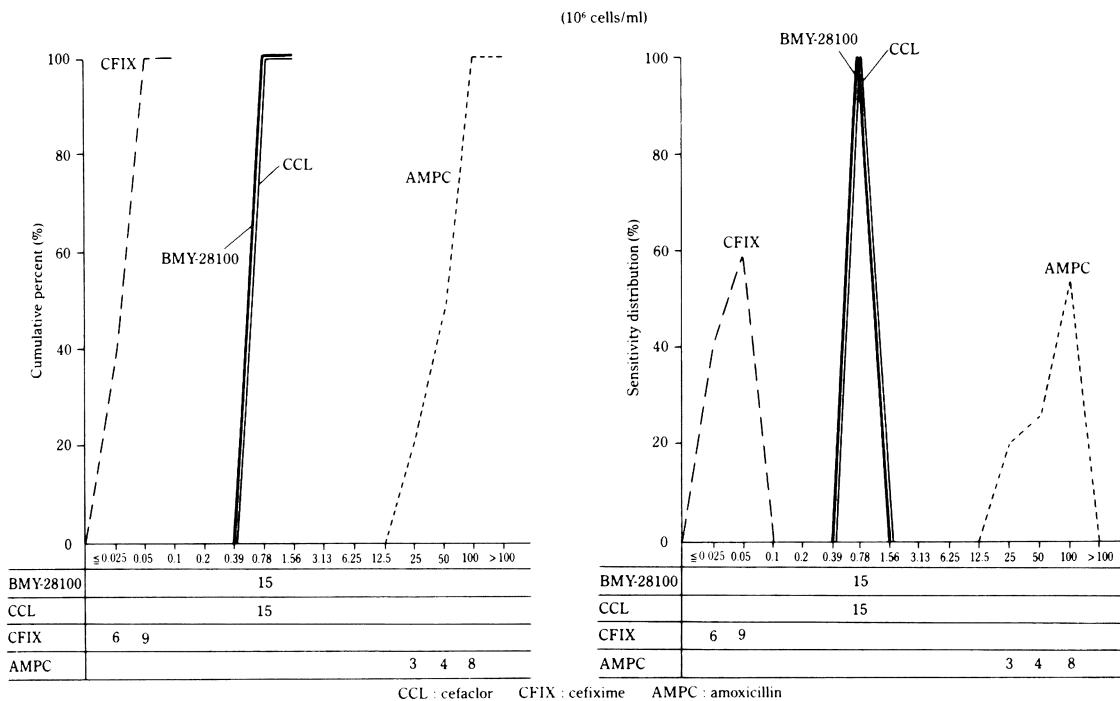 (10⁶ cells/ml)
Cumulative percent (%)
100
80
60
40
20
0
CFIX
CCL
BMY-28100
AMPC
≦0.025 0.05 0.1 0.2 0.39 0.78 1.56 3.13 6.25 12.5 25 50 100 >100
BMY-28100 15
CCL 15
CFIX 6 9
AMPC 3 4 8
Sensitivity distribution (%)
100
80
60
40
20
0
BMY-28100
CCL
CFIX
AMPC
≦0.025 0.05 0.1 0.2 0.39 0.78 1.56 3.13 6.25 12.5 25 50 100 >100
BMY-28100 15
CCL 15
CFIX 6 9
AMPC 3 4 8
CCL : cefaclor CFIX : cefixime AMPC : amoxicillin